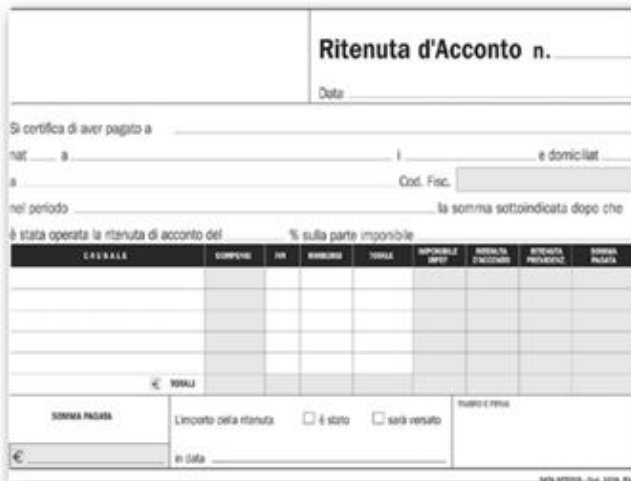 Ritenuta d'Acconto n.
Data
Si certifica di aver pagato a
nat a i e domiciliat
a Cod. Fisc.
nel periodo la somma sottoindicata dopo che
è stata operata la ritenuta di acconto del % sulla parte imponibile
CAUSALE COMPENSI IVA RIMBORSI TOTALE IMPONIBILE IRPEF RITENUTA D'ACCONTO RITENUTA PREVIDENZ. SOMMA PAGATA
€ TOTALI
SOMMA PAGATA
L'importo della ritenuta è stato sarà versato
TIMBRO E FIRMA
€
in data